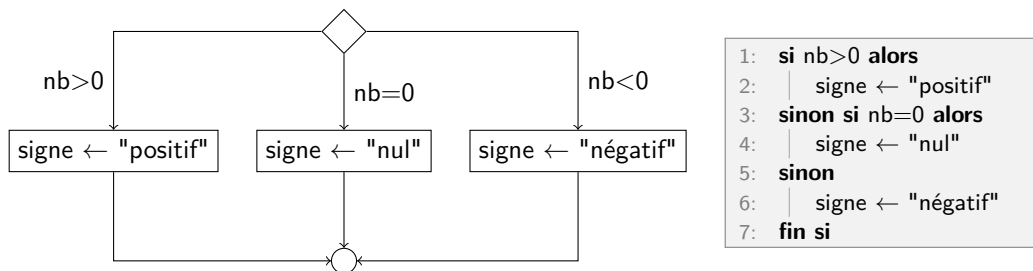 nb>0
nb=0
nb<0
signe ← "positif"
signe ← "nul"
signe ← "négatif"
1: si nb>0 alors
2: signe ← "positif"
3: sinon si nb=0 alors
4: signe ← "nul"
5: sinon
6: signe ← "négatif"
7: fin si